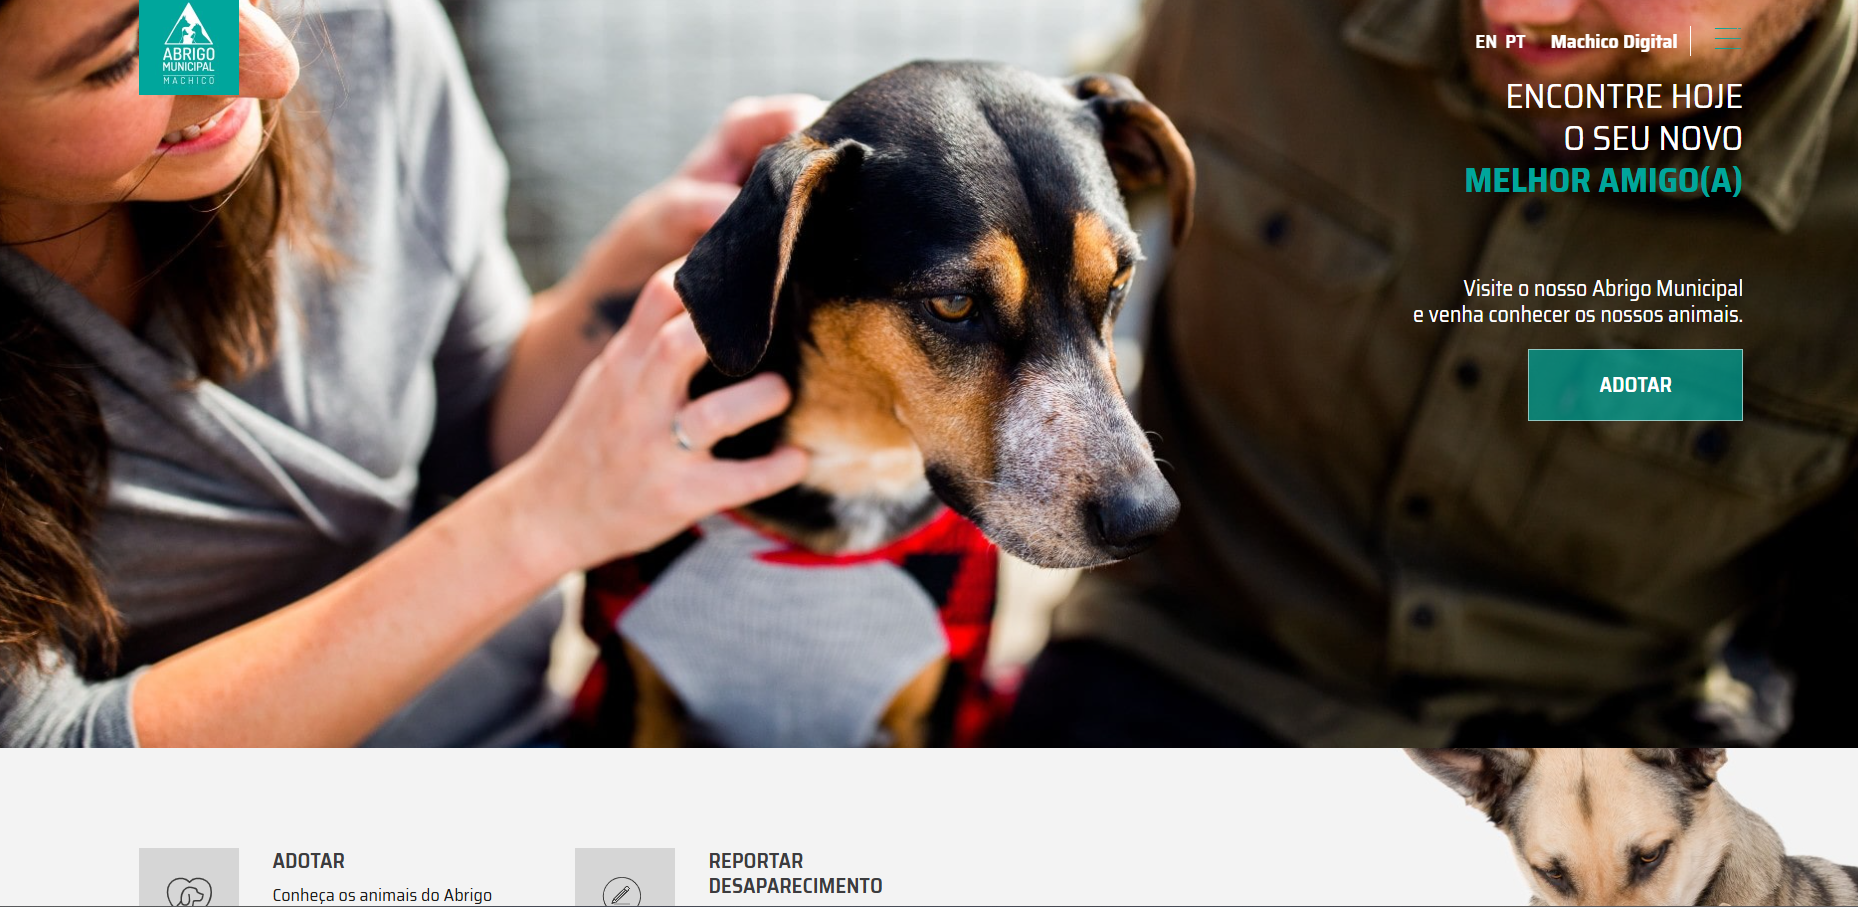 ABRIGO
MUNICIPAL
MACHICO
EN PT Machico Digital
ENCONTRE HOJE
O SEU NOVO
MELHOR AMIGO(A)
Visite o nosso Abrigo Municipal
e venha conhecer os nossos animais.
ADOTAR
ADOTAR
Conheça os animais do Abrigo
REPORTAR
DESAPARECIMENTO